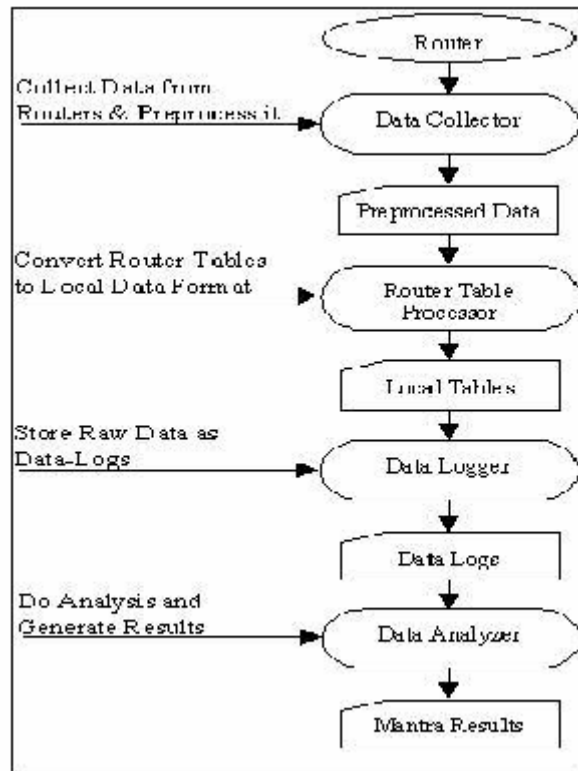 Router
Collect Data from
Routers & Preprocess it
Data Collector
Preprocessed Data
Convert Router Tables
to Local Data Format
Router Table
Processor
Local Tables
Store Raw Data as
Data-Logs
Data Logger
Data Logs
Do Analysis and
Generate Results
Data Analyzer
Mantra Results